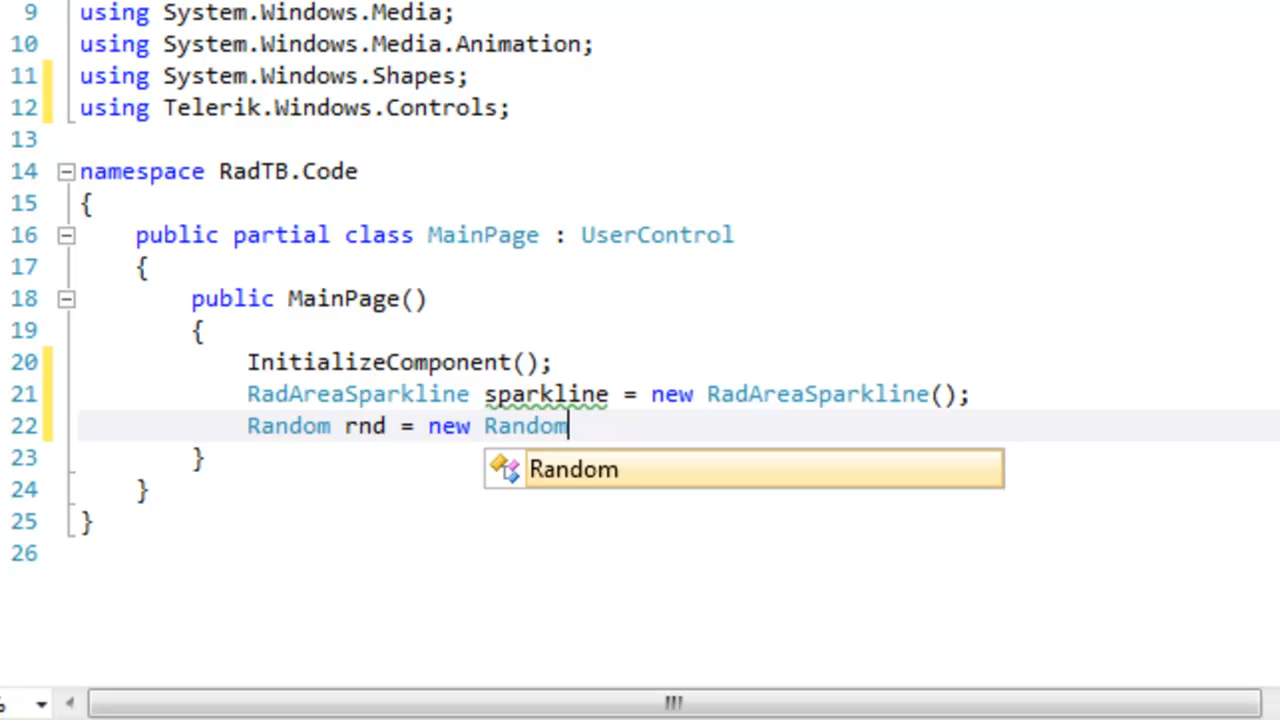 9 using System.Windows.Media;
10 using System.Windows.Media.Animation;
11 using System.Windows.Shapes;
12 using Telerik.Windows.Controls;
13
14 namespace RadTB.Code
15 {
16 public partial class MainPage : UserControl
17 {
18 public MainPage()
19 {
20 InitializeComponent();
21 RadAreaSparkline sparkline = new RadAreaSparkline();
22 Random rnd = new Random
23 }
Random
24 }
25 }
26